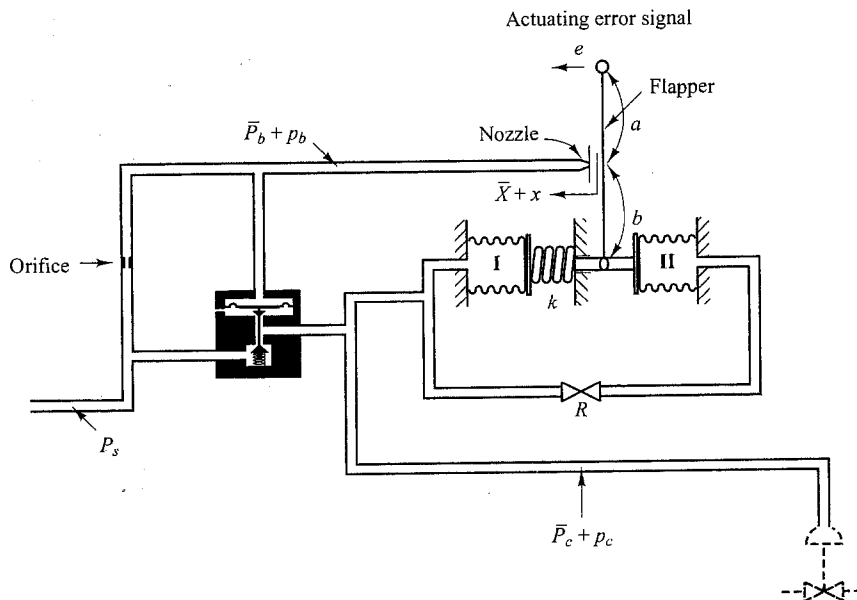 Actuating error signal
e
Flapper
a
Nozzle
P̅b + pb
X̅ + x
b
Orifice
I
II
k
R
Ps
P̅c + pc